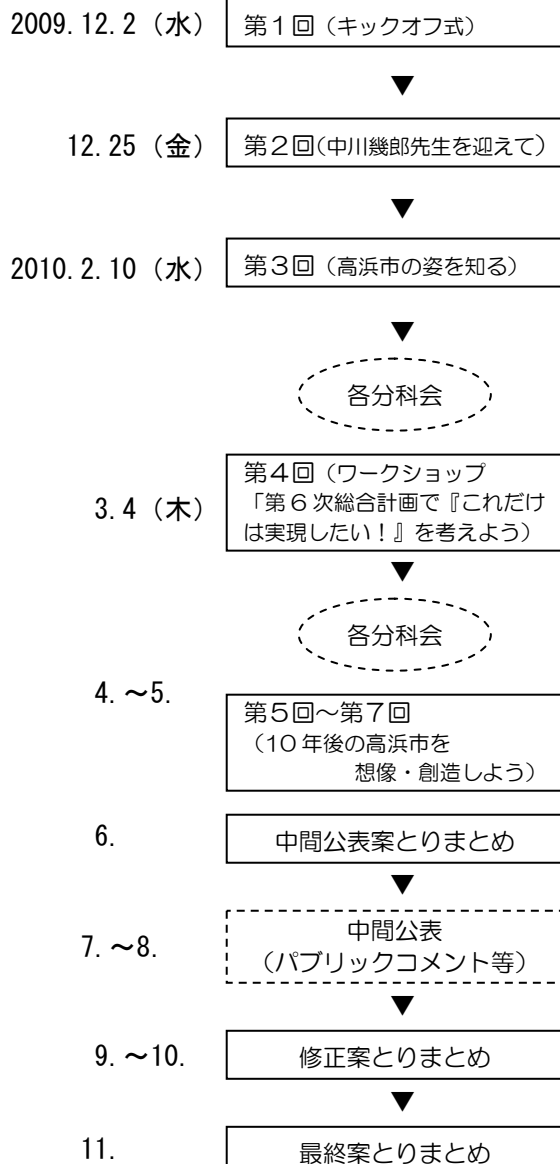 2009.12.2（水） 第１回（キックオフ式）
▼
12.25（金） 第２回（中川幾郎先生を迎えて）
▼
2010.2.10（水） 第３回（高浜市の姿を知る）
▼
各分科会
第４回（ワークショップ
3.4（木） 「第６次総合計画で『これだけ
は実現したい！』を考えよう）
▼
各分科会
4.～5.
第５回～第７回
（10年後の高浜市を
想像・創造しよう）
6. 中間公表案とりまとめ
▼
中間公表
7.～8. （パブリックコメント等）
▼
9.～10. 修正案とりまとめ
▼
11. 最終案とりまとめ